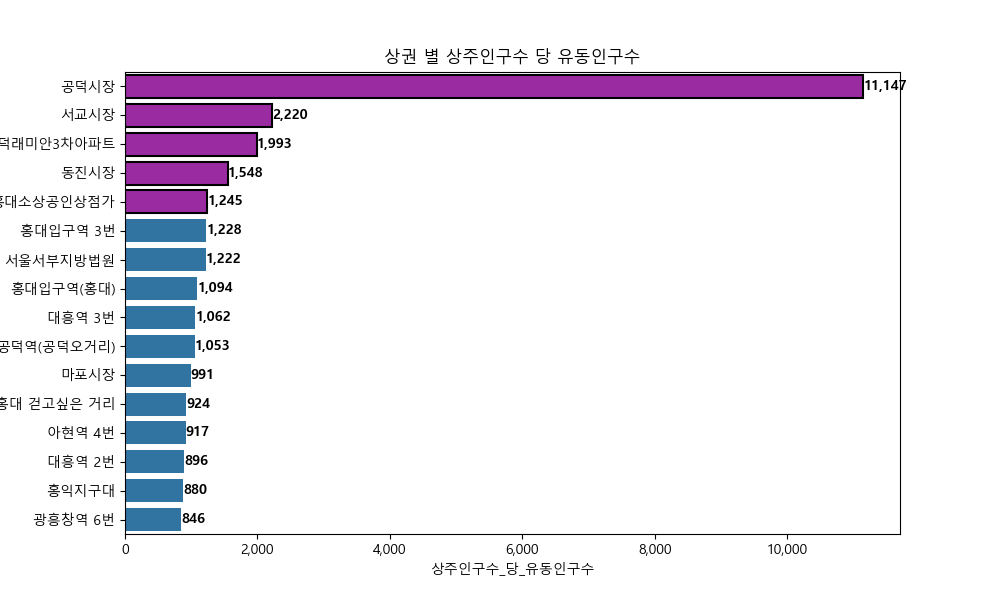 상권 별 상주인구수 당 유동인구수
공덕시장 11,147
서교시장 2,220
덕래미안3차아파트 1,993
동진시장 1,548
홍대소상공인상점가 1,245
홍대입구역 3번 1,228
서울서부지방법원 1,222
홍대입구역(홍대) 1,094
대흥역 3번 1,062
공덕역(공덕오거리) 1,053
마포시장 991
홍대 걷고싶은 거리 924
아현역 4번 917
대흥역 2번 896
홍익지구대 880
광흥창역 6번 846
0 2,000 4,000 6,000 8,000 10,000
상주인구수_당_유동인구수